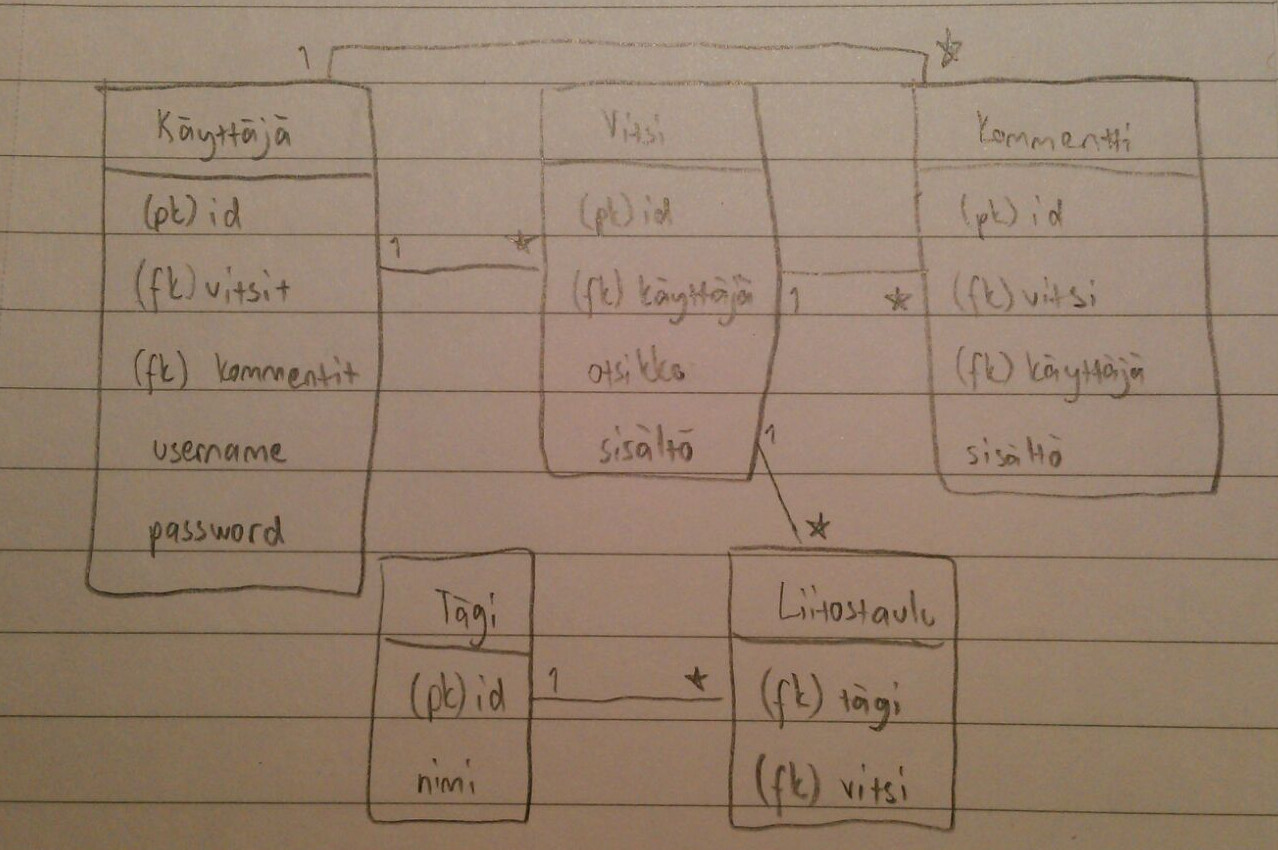 1 *
Käyttäjä
(pk) id
(fk) vitsit
(fk) kommentit
username
password
1 *
Vitsi
(pk) id
(fk) käyttäjä
otsikko
sisältö
1 *
Kommentti
(pk) id
(fk) vitsi
(fk) käyttäjä
sisältö
1
*
Tägi
(pk) id
nimi
1 *
Liitostaulu
(fk) tägi
(fk) vitsi